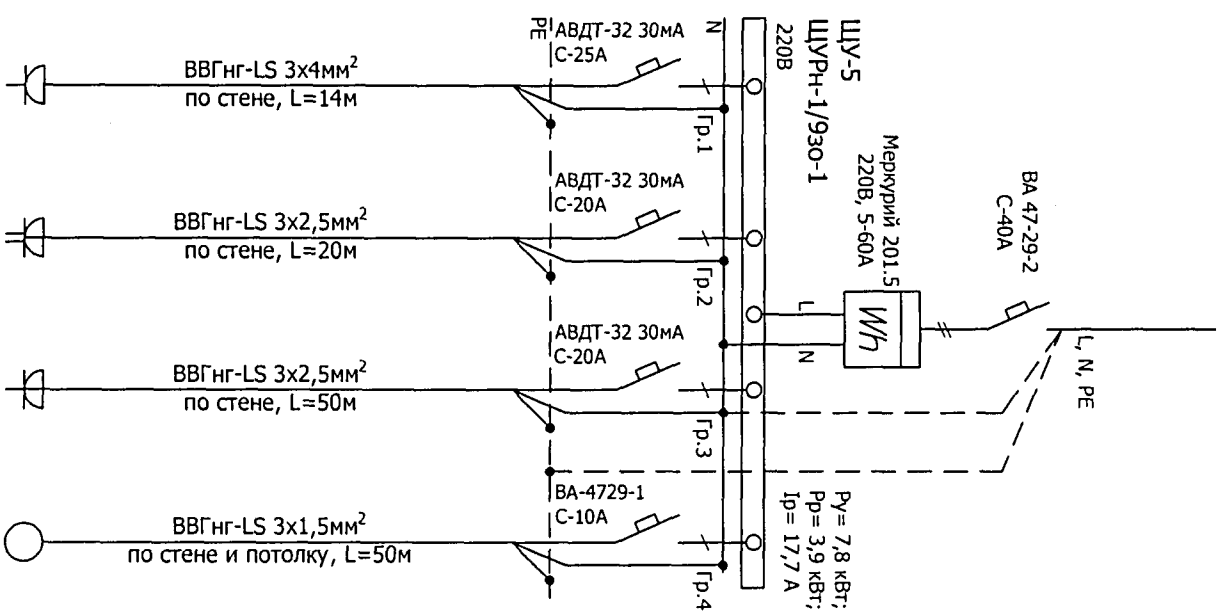 ЩУ-5
ЩУРн-1/9зо-1
220В
N
PE
АВДТ-32 30мА
С-25А
ВВГнг-LS 3х4мм²
по стене, L=14м
Гр.1
АВДТ-32 30мА
С-20А
ВВГнг-LS 3х2,5мм²
по стене, L=20м
Гр.2
АВДТ-32 30мА
С-20А
ВВГнг-LS 3х2,5мм²
по стене, L=50м
Гр.3
ВА-4729-1
С-10А
ВВГнг-LS 3х1,5мм²
по стене и потолку, L=50м
Гр.4
Меркурий 201.5
220В, 5-60А
Wh
L
N
ВА 47-29-2
С-40А
L, N, PE
Ру= 7,8 кВт;
Рр= 3,9 кВт;
Iр= 17,7 А